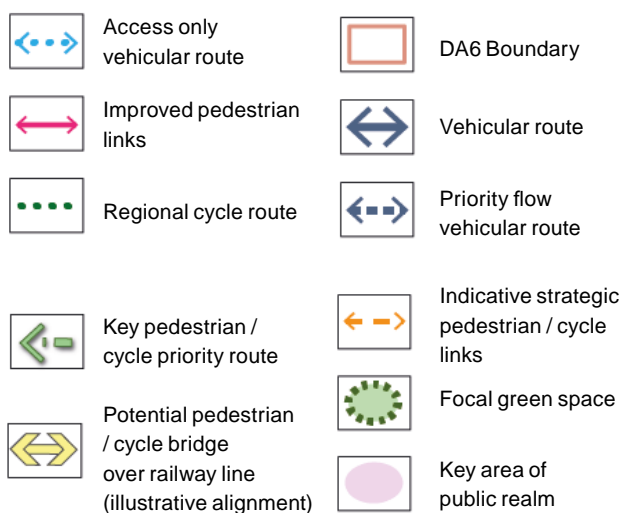 Access only
vehicular route
Improved pedestrian
links
Regional cycle route
Key pedestrian /
cycle priority route
Potential pedestrian
/ cycle bridge
over railway line
(illustrative alignment)
DA6 Boundary
Vehicular route
Priority flow
vehicular route
Indicative strategic
pedestrian / cycle
links
Focal green space
Key area of
public realm